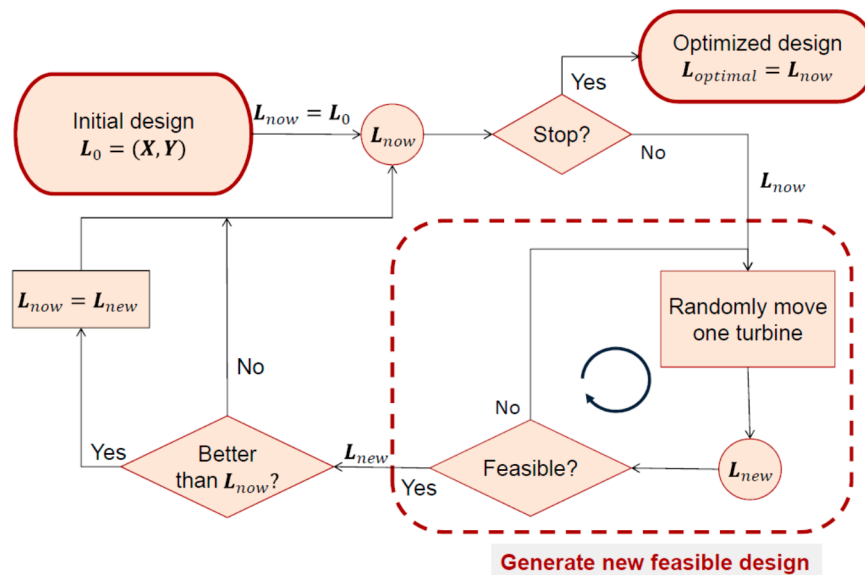 Optimized design
L_optimal = L_now
Yes
Initial design
L_0 = (X, Y)
L_now = L_0
L_now
Stop?
No
L_now
L_now = L_new
Randomly move
one turbine
No
No
Yes
Better
than L_now?
L_new
Yes
Feasible?
L_new
Generate new feasible design